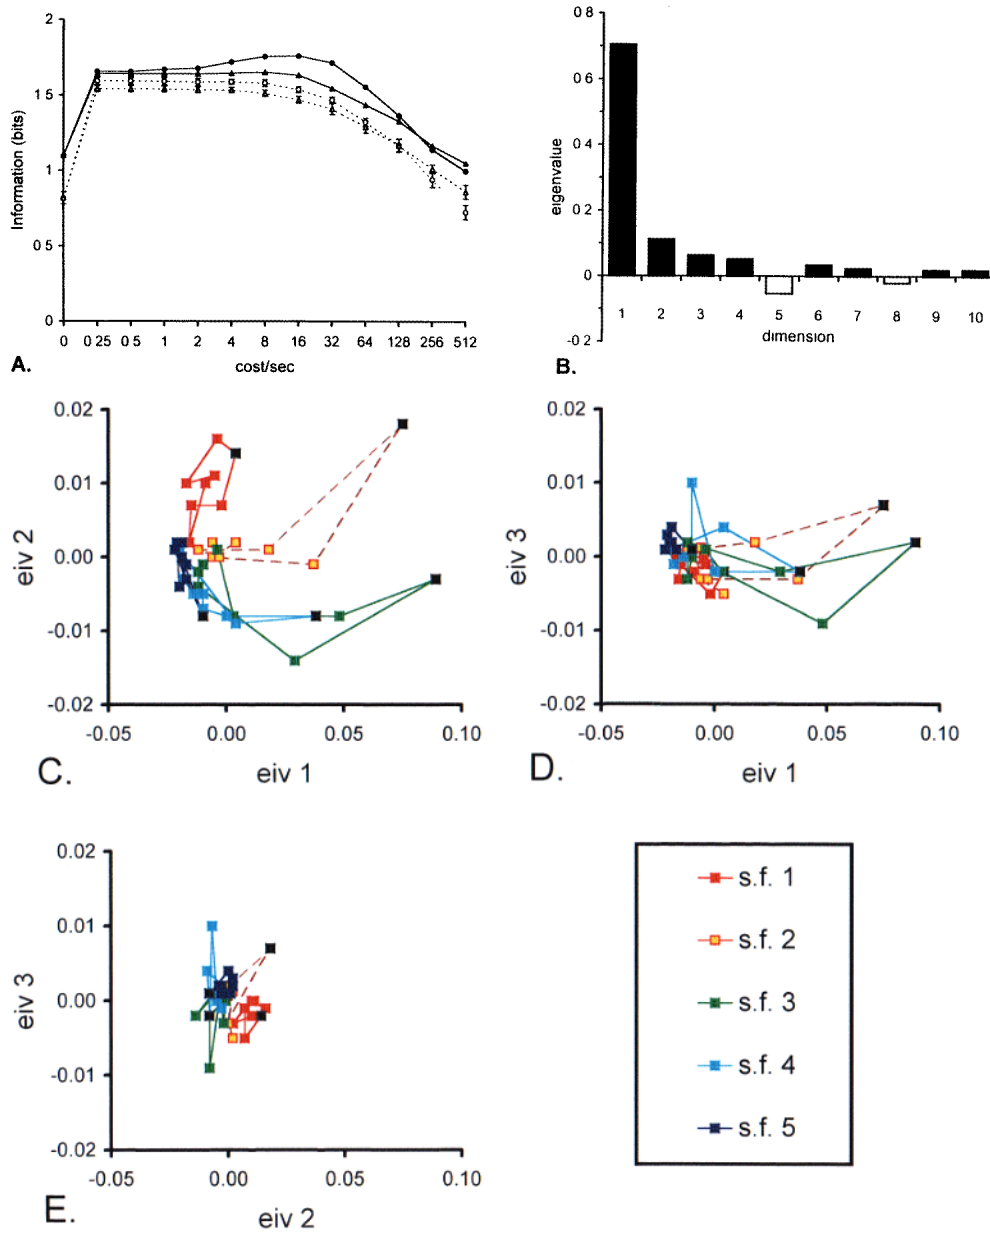 2
1 5
1
0 5
0
Information (bits)
0 0 25 0 5 1 2 4 8 16 32 64 128 256 512
cost/sec
A.
0 8
0 6
0 4
0 2
0
-0 2
eigenvalue
1 2 3 4 5 6 7 8 9 10
dimension
B.
0.02
0.01
0.00
-0.01
-0.02
eiv 2
-0.05 0.00 0.05 0.10
eiv 1
C.
0.02
0.01
0.00
-0.01
-0.02
eiv 3
-0.05 0.00 0.05 0.10
eiv 1
D.
0.02
0.01
0.00
-0.01
-0.02
eiv 3
-0.05 0.00 0.05 0.10
eiv 2
E.
s.f. 1
s.f. 2
s.f. 3
s.f. 4
s.f. 5